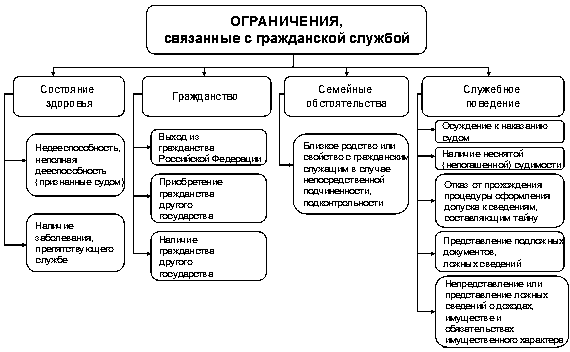 ОГРАНИЧЕНИЯ,
связанные с гражданской службой
Состояние
здоровья
Недееспособность,
неполная
дееспособность
(признанные судом)
Наличие
заболевания,
препятствующего
службе
Гражданство
Выход из
гражданства
Российской Федерации
Приобретение
гражданства
другого
государства
Наличие
гражданства
другого
государства
Семейные
обстоятельства
Близкое родство или
свойство с гражданским
служащим в случае
непосредственной
подчиненности,
подконтрольности
Служебное
поведение
Осуждение к наказанию
судом
Наличие неснятой
(непогашенной) судимости
Отказ от прохождения
процедуры оформления
допуска к сведениям,
составляющим тайну
Представление подложных
документов,
ложных сведений
Непредставление или
представление ложных
сведений о доходах,
имуществе и
обязательствах
имущественного характера